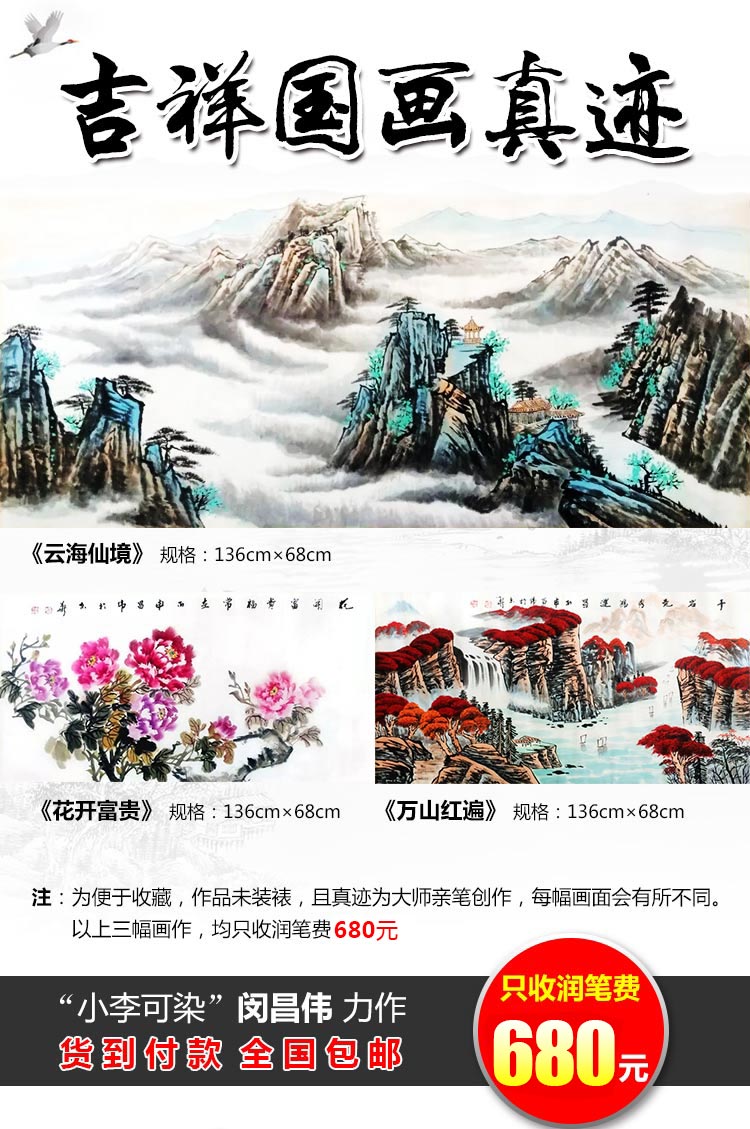 吉祥国画真迹
《云海仙境》 规格：136cm×68cm
《花开富贵》 规格：136cm×68cm
《万山红遍》 规格：136cm×68cm
注：为便于收藏，作品未装裱，且真迹为大师亲笔创作，每幅画面会有所不同。
以上三幅画作，均只收润笔费680元
“小李可染”闵昌伟 力作
货到付款 全国包邮
只收润笔费
680元